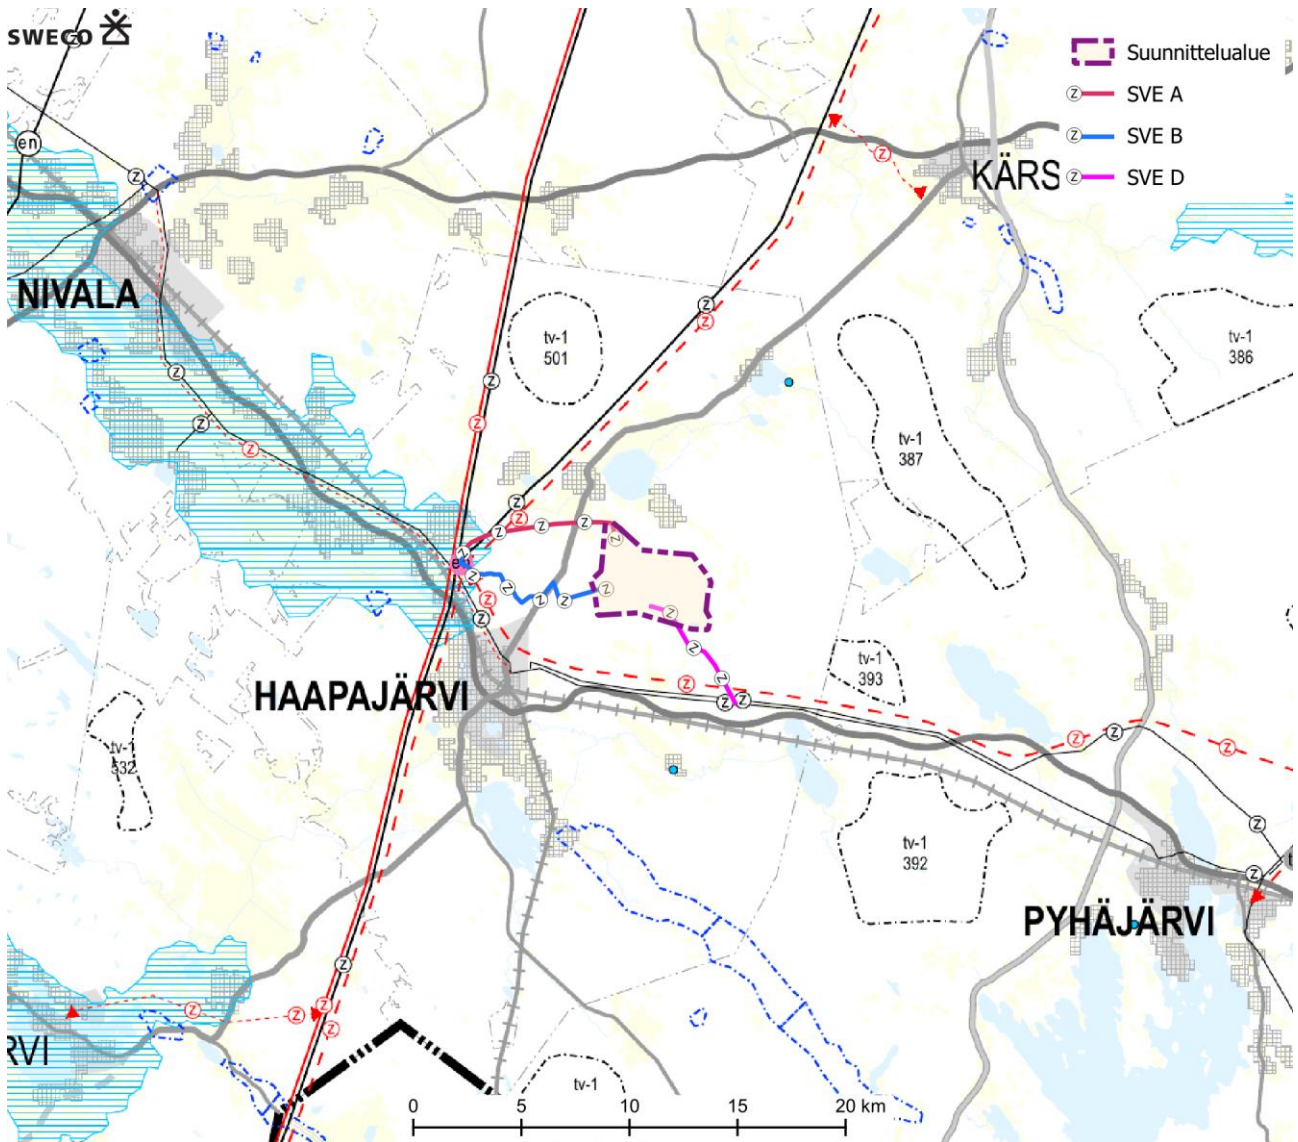 SWECO
Suunnittelualue
z SVE A
z SVE B
z SVE D
z
en
z
z
KÄRS
NIVALA
z
z
tv-1
501
tv-1
386
z
z
z
tv-1
387
z
z
z
z
z
z
z
z
z
z
z
e
z
z
z
z
z
z
z
z
z
tv-1
393
z
z
HAAPAJÄRVI
z
z
z
z
z
tv-1
532
z
tv-1
392
z
PYHÄJÄRVI
z
z
z
z
z
RVI
tv-1
0 5 10 15 20 km